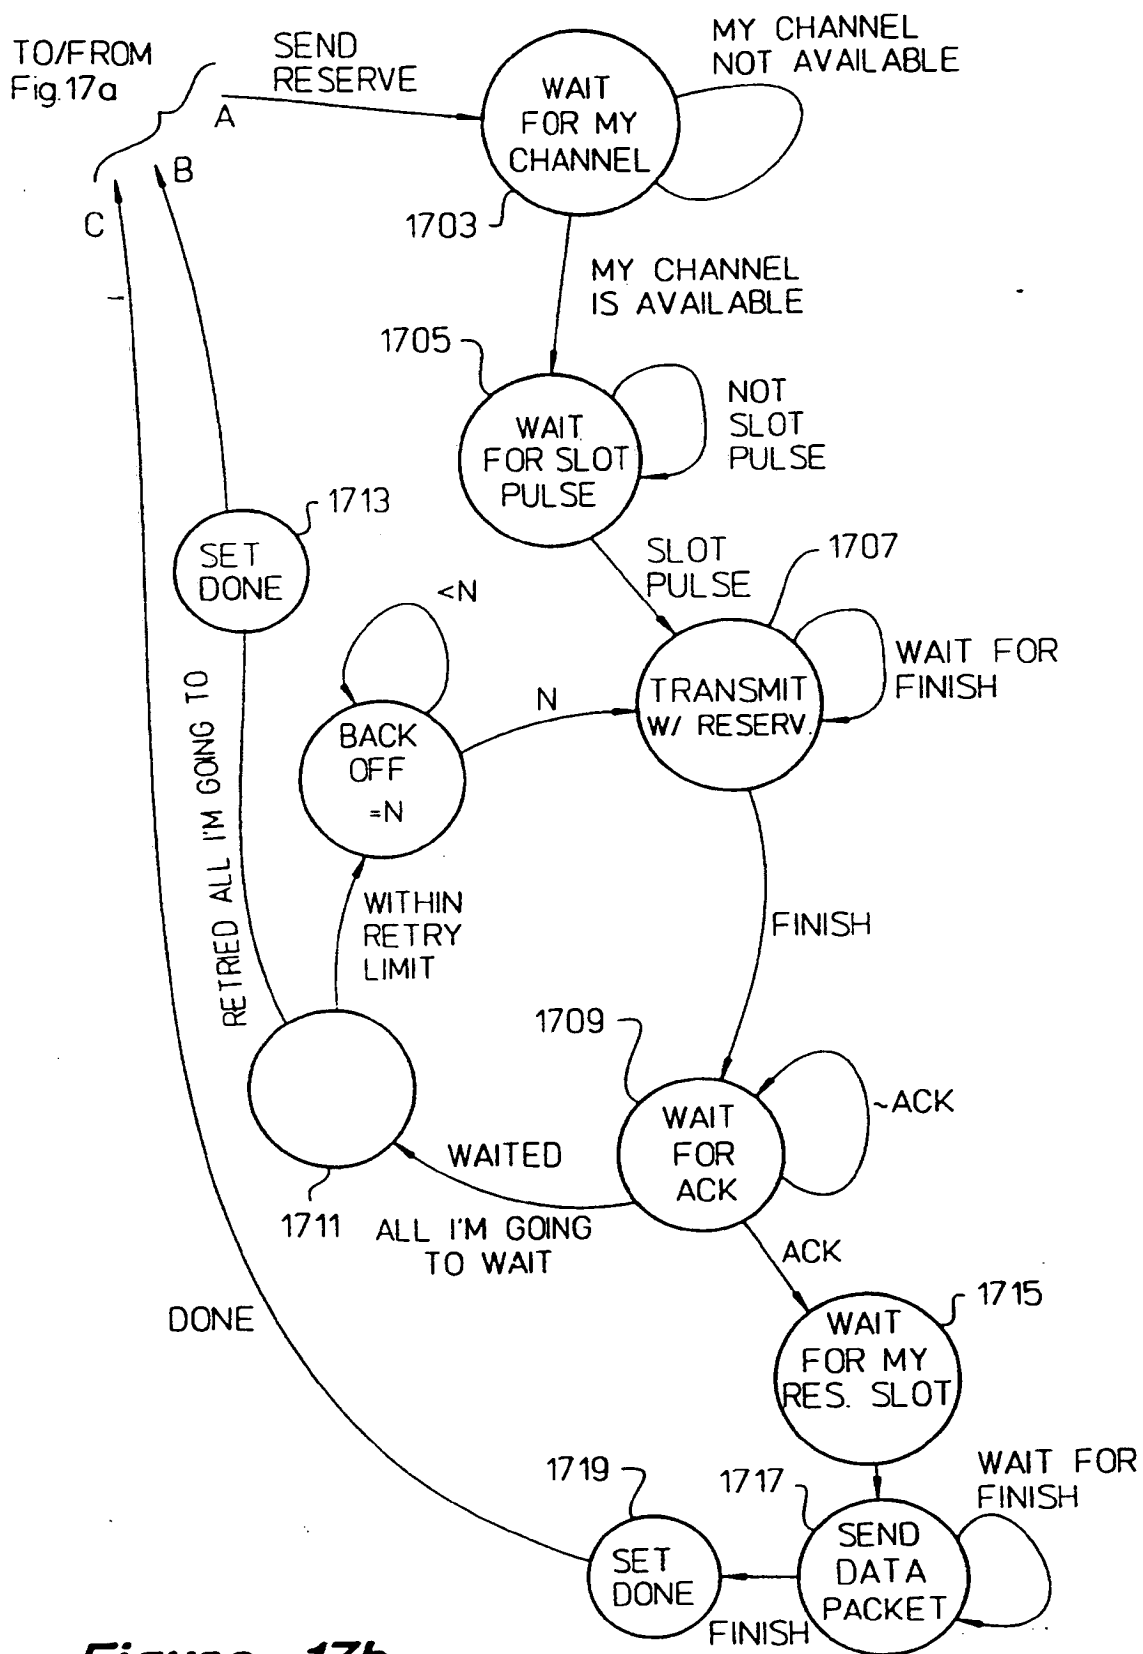 TO/FROM
Fig.17a
SEND
RESERVE
A
B
C
WAIT
FOR MY
CHANNEL
MY CHANNEL
NOT AVAILABLE
1703
MY CHANNEL
IS AVAILABLE
1705
WAIT
FOR SLOT
PULSE
NOT
SLOT
PULSE
1713
SET
DONE
SLOT
PULSE
1707
<N
TRANSMIT
W/ RESERV.
WAIT FOR
FINISH
N
BACK
OFF
=N
RETRIED ALL I'M GOING TO
WITHIN
RETRY
LIMIT
FINISH
1709
WAIT
FOR
ACK
~ACK
WAITED
ALL I'M GOING
TO WAIT
1711
ACK
DONE
1715
WAIT
FOR MY
RES. SLOT
1719
1717
WAIT FOR
FINISH
SET
DONE
SEND
DATA
PACKET
FINISH
Figure 17b